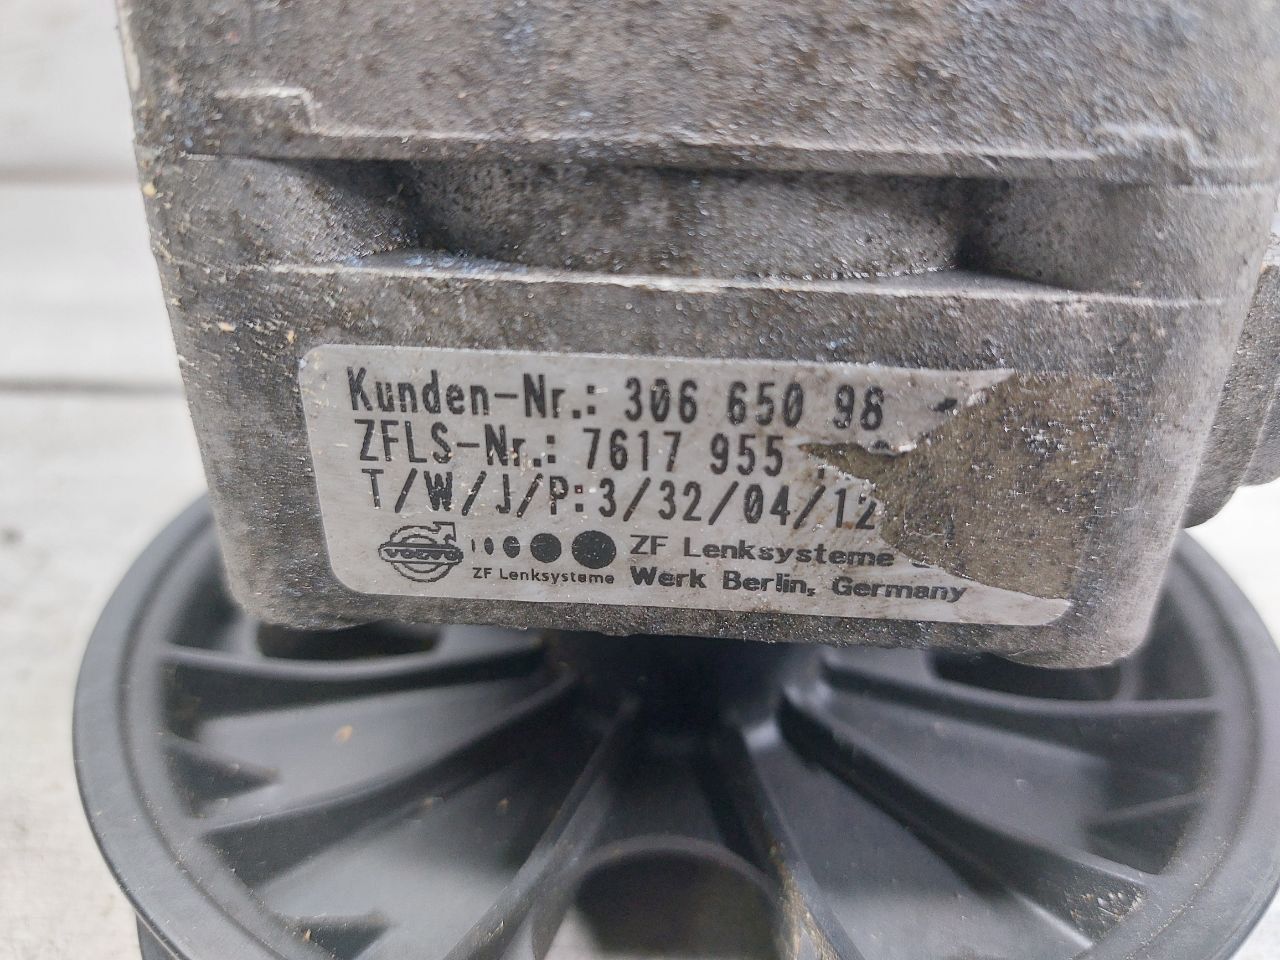 Kunden-Nr.: 306 650 98
ZFLS-Nr.: 7617 955
T/W/J/P:3/32/04/12
VOLVO
ZF Lenksysteme
ZF Lenksysteme
Werk Berlin, Germany